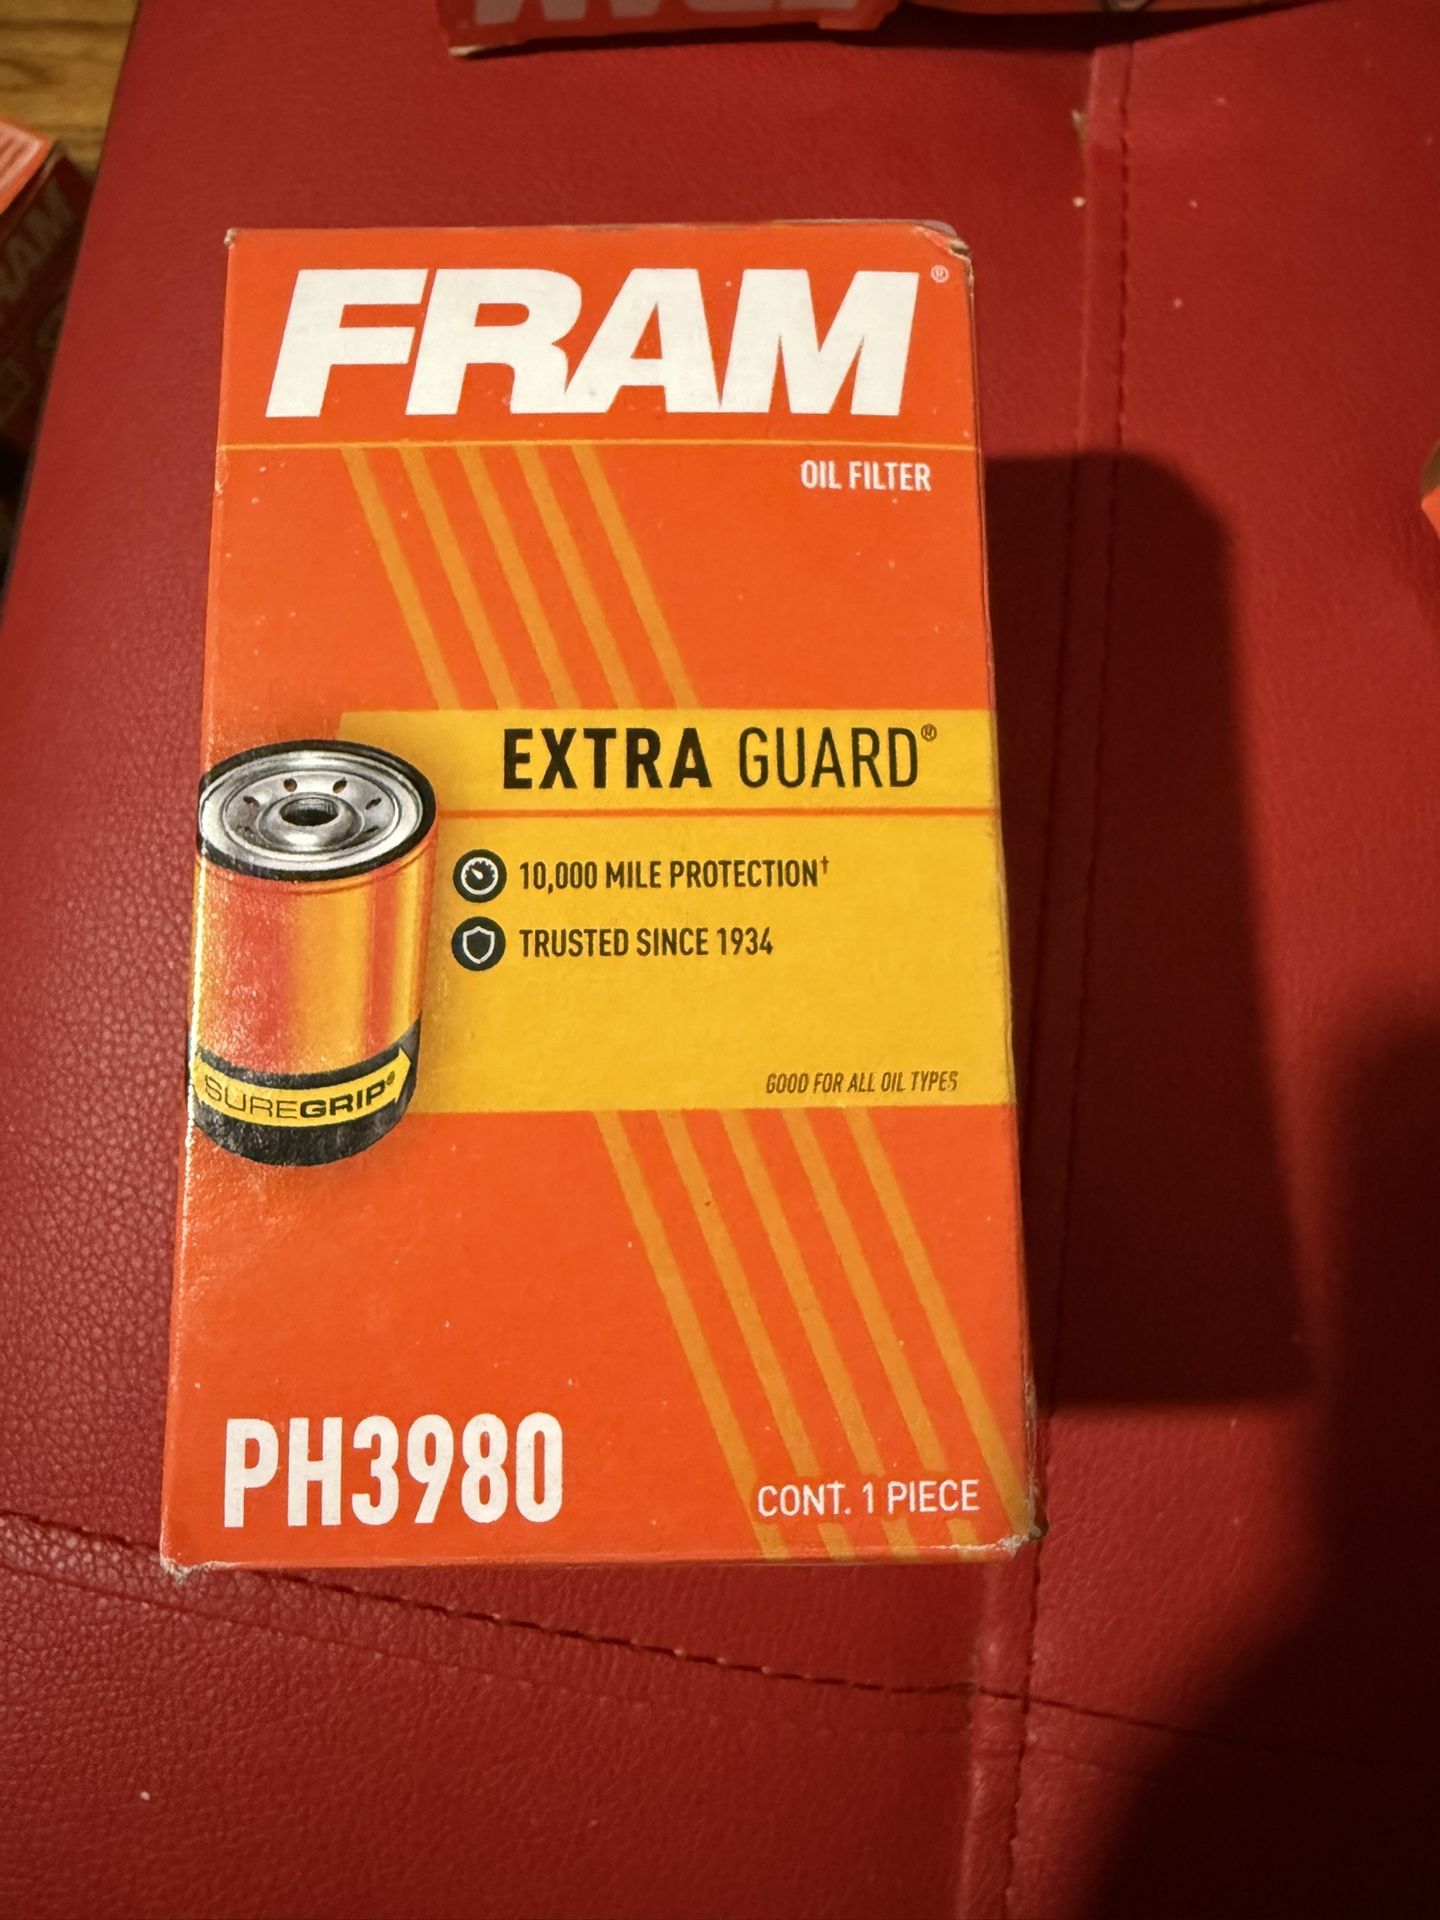 FRAM
FRAM®
OIL FILTER
EXTRA GUARD®
10,000 MILE PROTECTION†
TRUSTED SINCE 1934
GOOD FOR ALL OIL TYPES
SUREGRIP®
PH3980
CONT. 1 PIECE